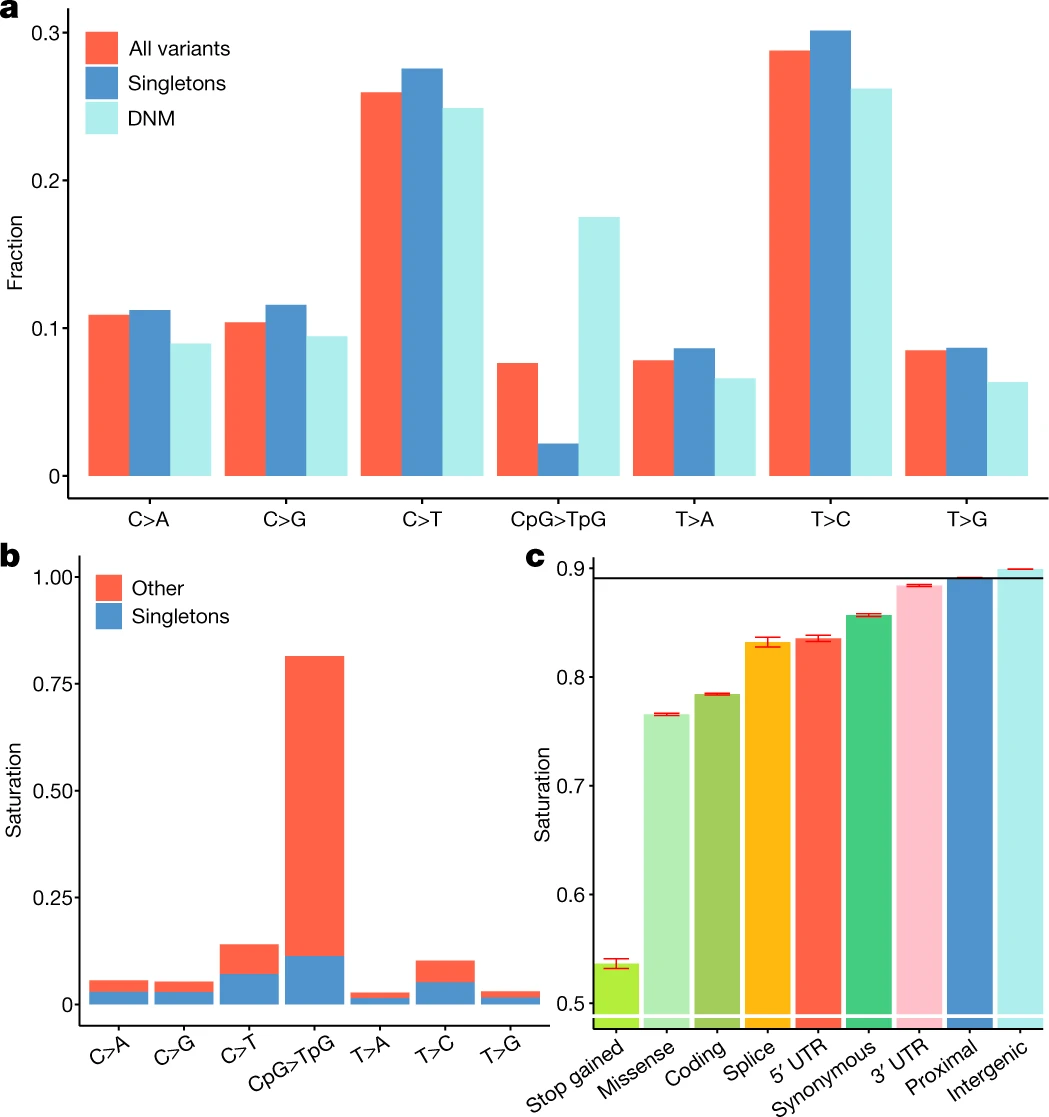 a
0.3
0.2
0.1
0
Fraction
All variants
Singletons
DNM
C>A
C>G
C>T
CpG>TpG
T>A
T>C
T>G
b
1.00
0.75
0.50
0.25
0
Saturation
Other
Singletons
C>A
C>G
C>T
CpG>TpG
T>A
T>C
T>G
c
0.9
0.8
0.7
0.6
0.5
Saturation
Stop gained
Missense
Coding
Splice
5′ UTR
Synonymous
3′ UTR
Proximal
Intergenic